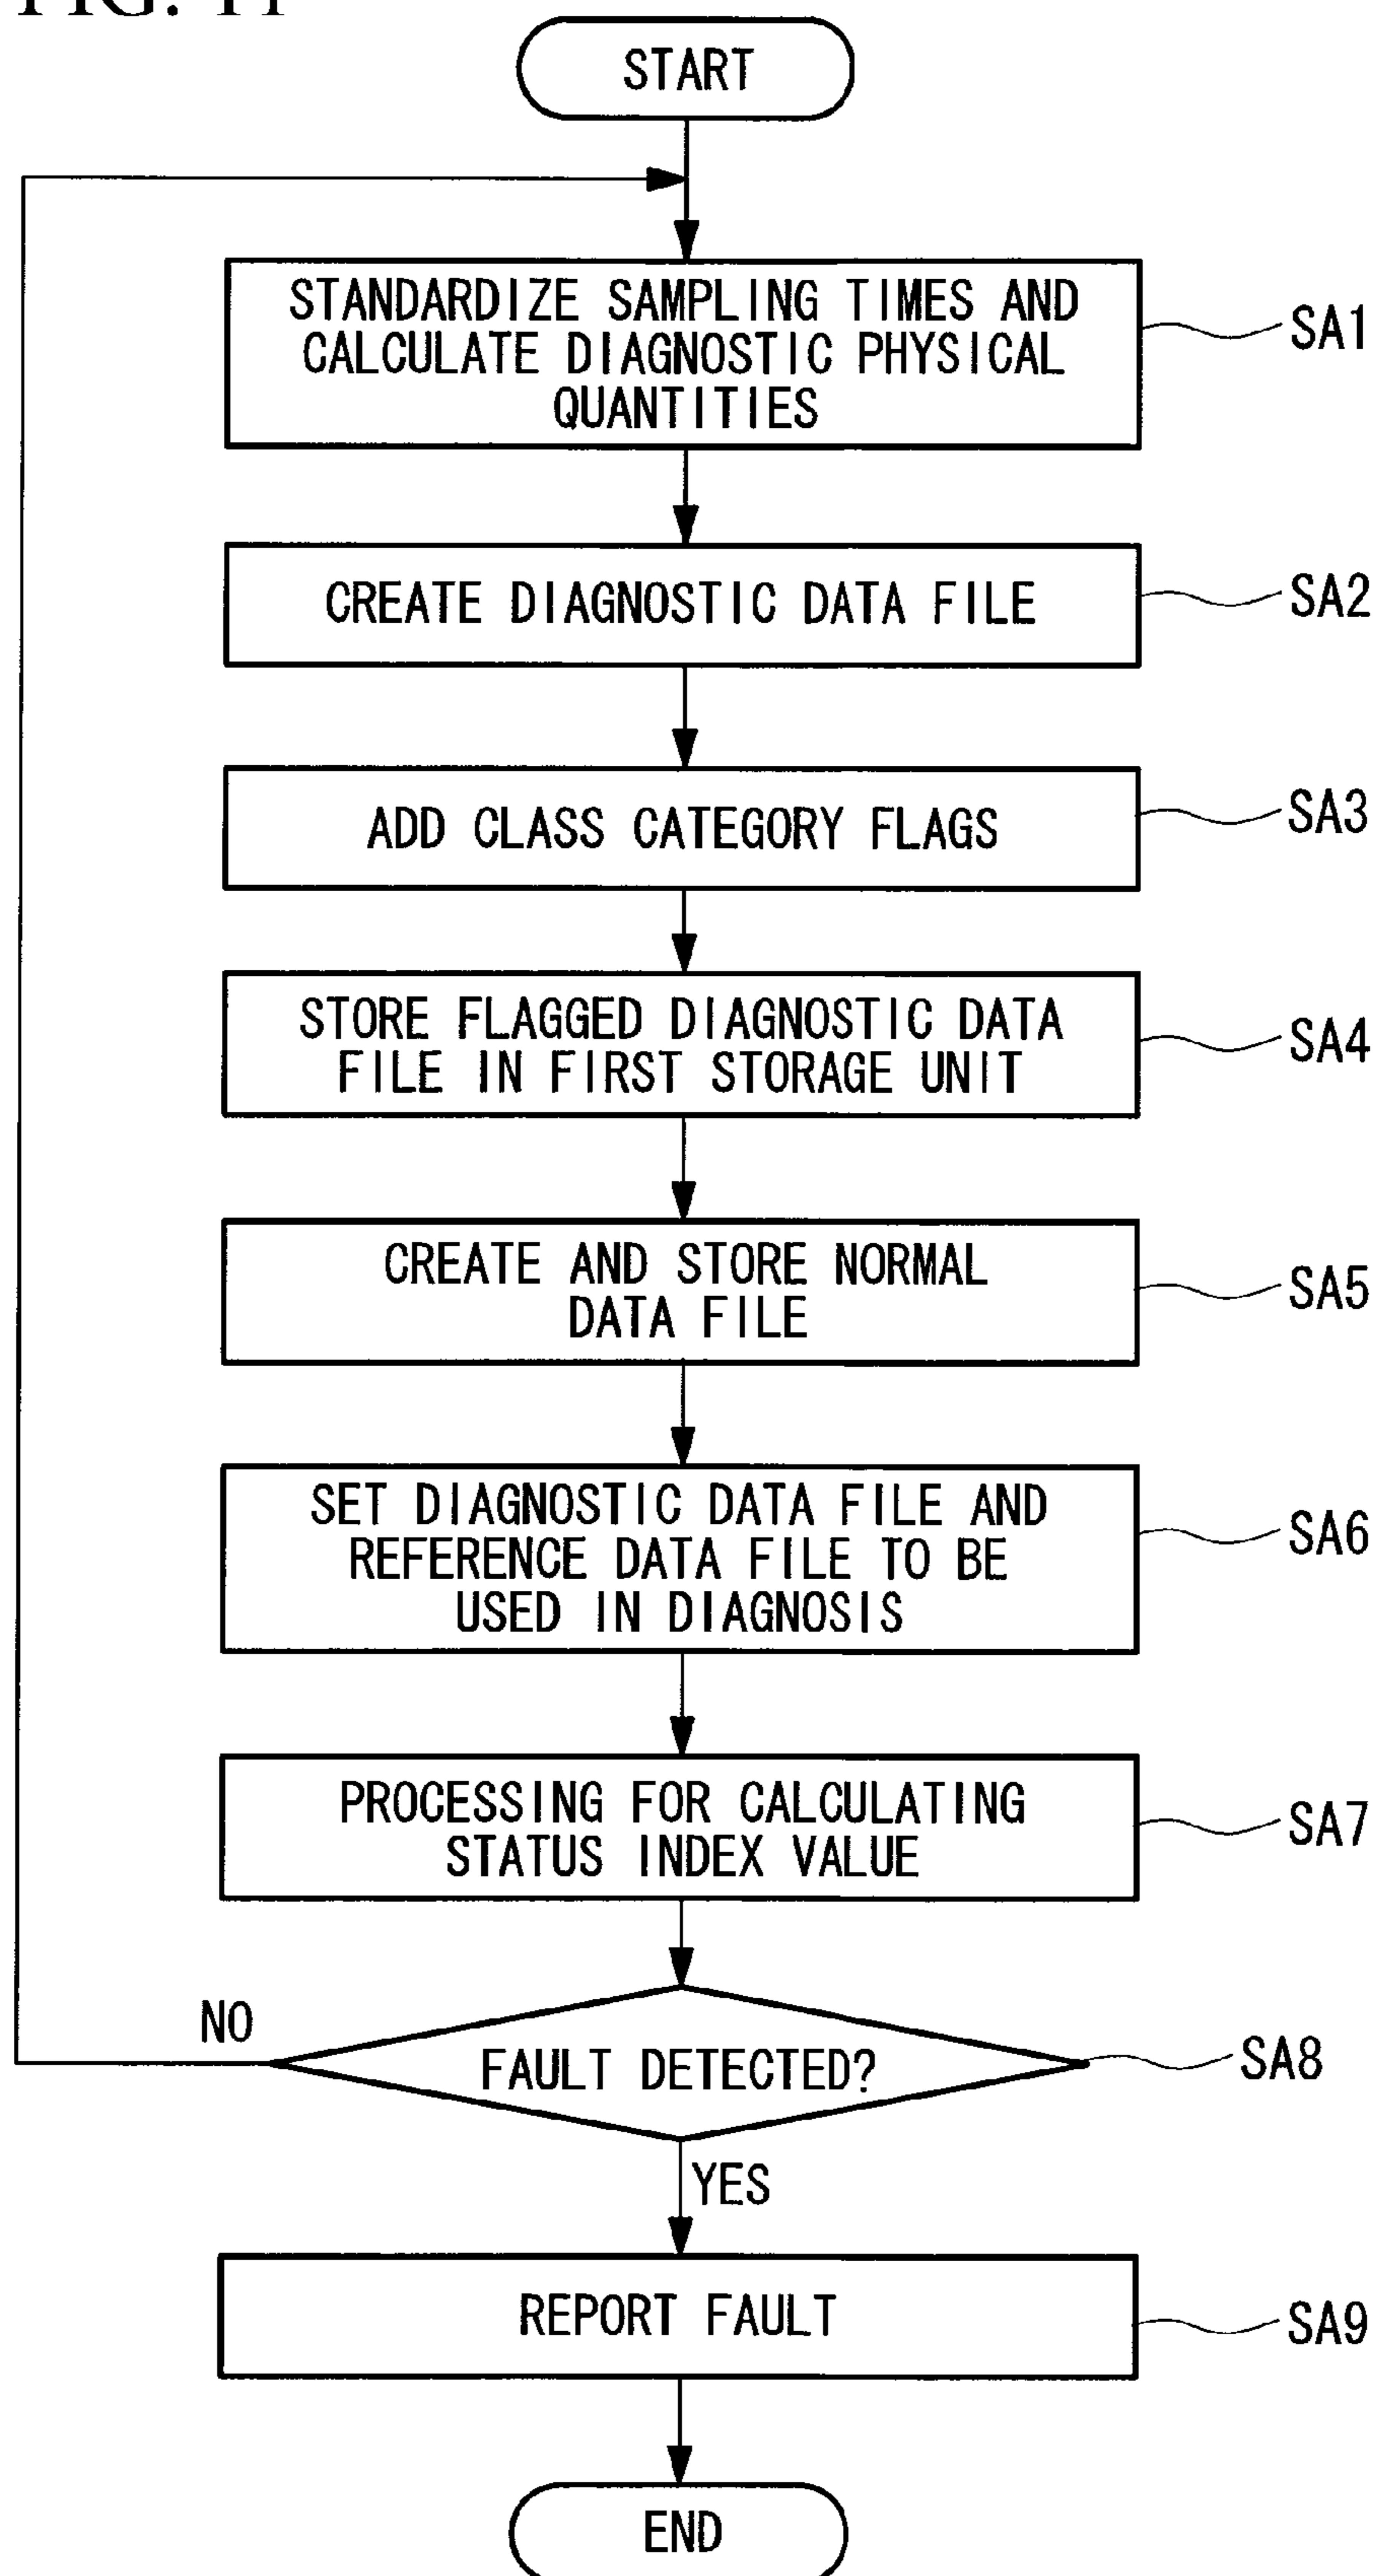 START
STANDARDIZE SAMPLING TIMES AND
CALCULATE DIAGNOSTIC PHYSICAL
QUANTITIES
SA1
CREATE DIAGNOSTIC DATA FILE
SA2
ADD CLASS CATEGORY FLAGS
SA3
STORE FLAGGED DIAGNOSTIC DATA
FILE IN FIRST STORAGE UNIT
SA4
CREATE AND STORE NORMAL
DATA FILE
SA5
SET DIAGNOSTIC DATA FILE AND
REFERENCE DATA FILE TO BE
USED IN DIAGNOSIS
SA6
PROCESSING FOR CALCULATING
STATUS INDEX VALUE
SA7
NO
FAULT DETECTED?
SA8
YES
REPORT FAULT
SA9
END